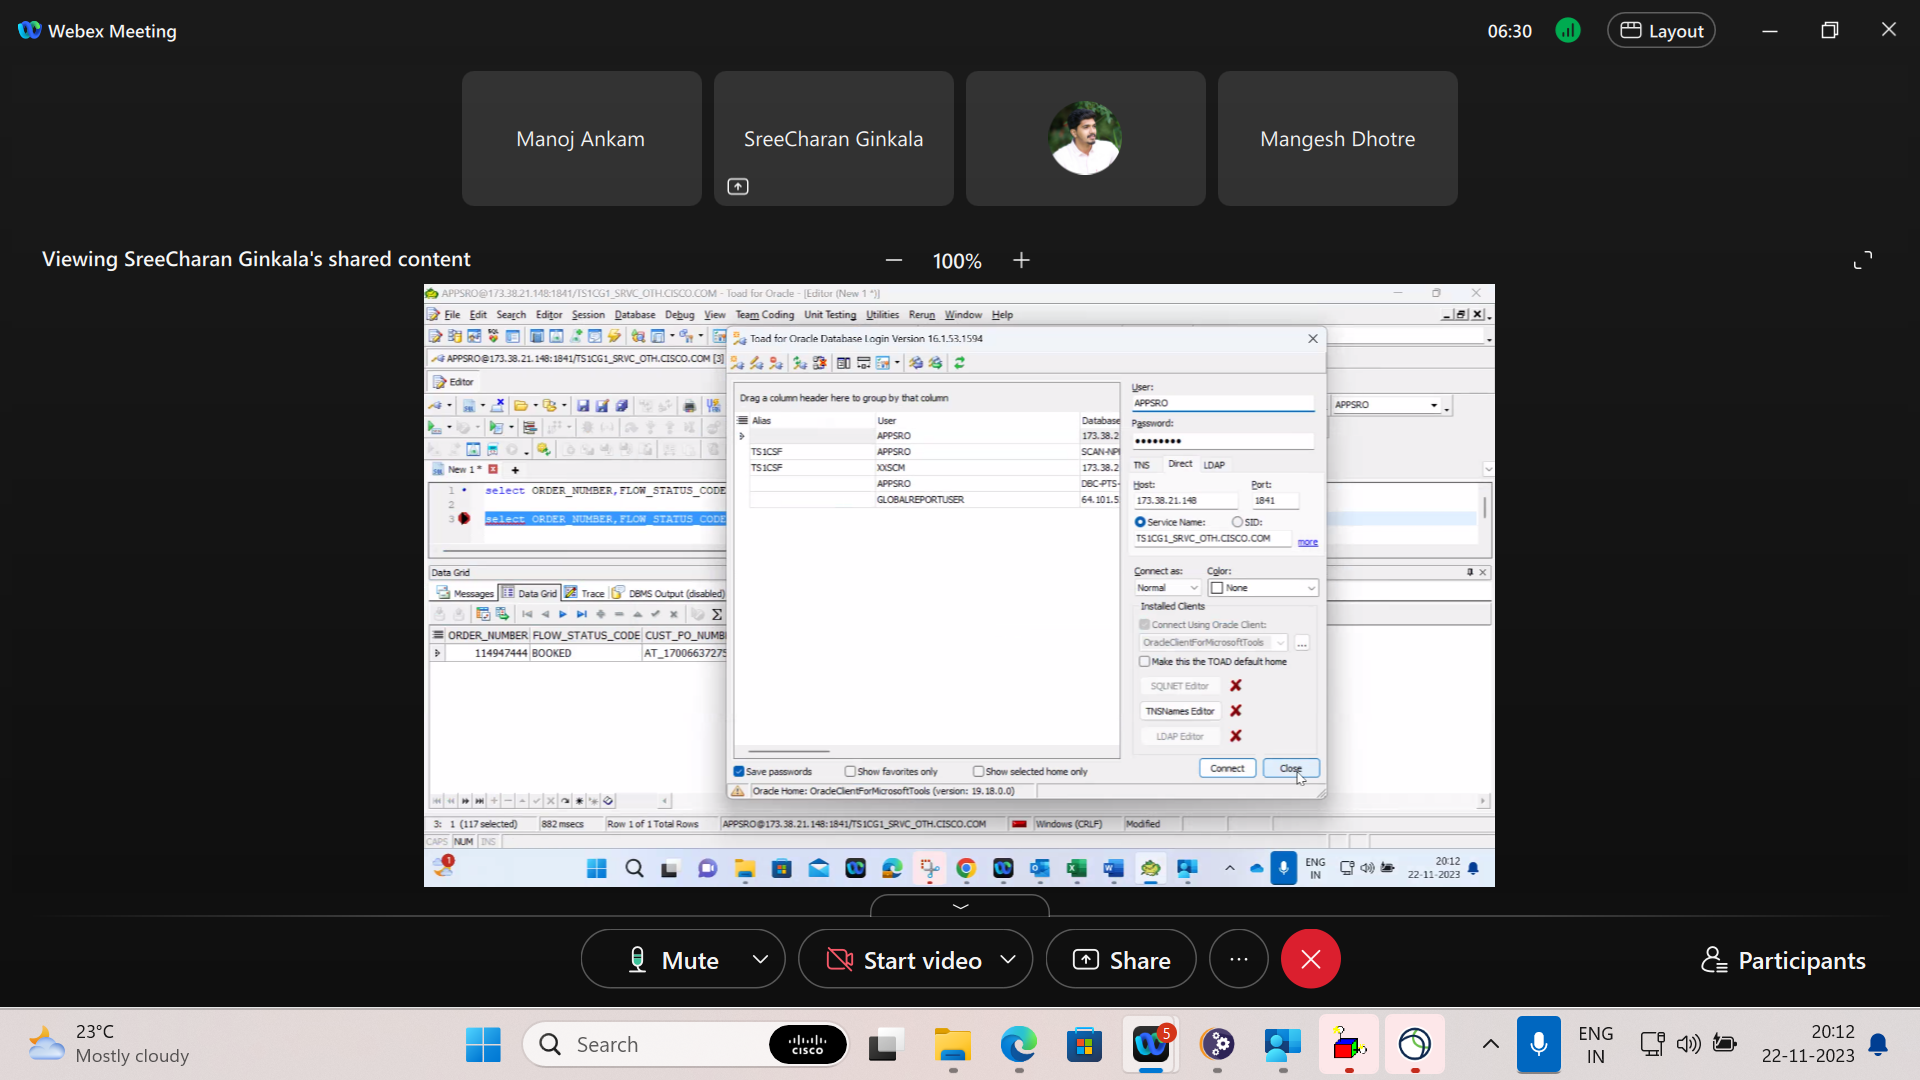 Webex Meeting
06:30
Layout
Manoj Ankam
SreeCharan Ginkala
Mangesh Dhotre
Viewing SreeCharan Ginkala's shared content
100%
APPSRO@173.38.21.148:1841/TS1CG1_SRVC_OTH.CISCO.COM - Toad for Oracle - [Editor (New 1 *)]
File Edit Search Editor Session Database Debug View Team Coding Unit Testing Utilities Rerun Window Help
Toad for Oracle Database Login Version 16.1.53.1594
APPSRO@173.38.21.148:1841/TS1CG1_SRVC_OTH.CISCO.COM [3]
Editor
User:
APPSRO
Password:
••••••••
APPSRO
Drag a column header here to group by that column
Alias User Database
APPSRO 173.38.2
TS1CSF APPSRO SCAN-NP
TS1CSF XXSCM 173.38.2
APPSRO DBC-PTS-
GLOBALREPORTUSER 64.101.5
TNS Direct LDAP
Host: Port:
173.38.21.148 1841
Service Name: SID:
TS1CG1_SRVC_OTH.CISCO.COM more
Connect as: Color:
Normal None
Installed Clients
Connect Using Oracle Client:
OracleClientForMicrosoftTools ...
Make this the TOAD default home
SQLNET Editor
TNSNames Editor
LDAP Editor
Connect Close
Save passwords Show favorites only Show selected home only
Oracle Home: OracleClientForMicrosoftTools (version: 19.18.0.0)
New 1 *
1 select ORDER_NUMBER,FLOW_STATUS_CODE
2
3 select ORDER_NUMBER,FLOW_STATUS_CODE
Data Grid
Messages Data Grid Trace DBMS Output (disabled)
ORDER_NUMBER FLOW_STATUS_CODE CUST_PO_NUMB
114947444 BOOKED AT_17006637275
3: 1 (117 selected) 882 msecs Row 1 of 1 Total Rows APPSRO@173.38.21.148:1841/TS1CG1_SRVC_OTH.CISCO.COM Windows (CRLF) Modified
CAPS NUM INS
1
ENG
IN
20:12
22-11-2023
Mute
Start video
Share
Participants
23°C
Mostly cloudy
Search
CISCO
5
ENG
IN
20:12
22-11-2023